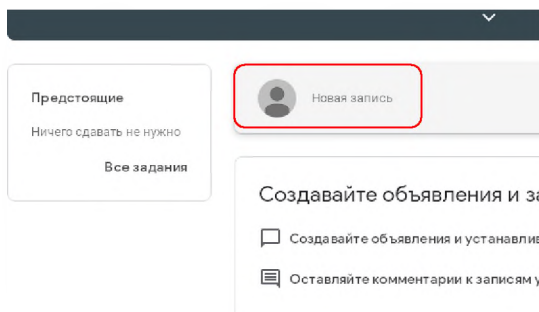 Предстоящие
Ничего сдавать не нужно
Все задания
Новая запись
Создавайте объявления и за
Создавайте объявления и устанавлив
Оставляйте комментарии к записям у